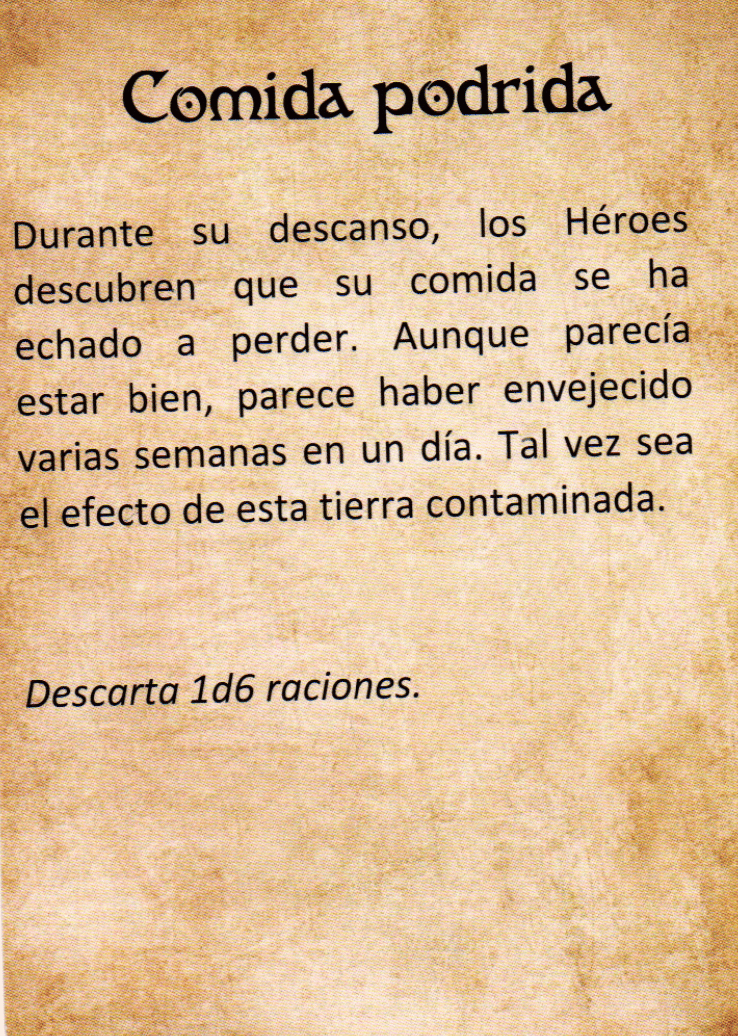 Comida podrida
Durante su descanso, los Héroes
descubren que su comida se ha
echado a perder. Aunque parecía
estar bien, parece haber envejecido
varias semanas en un día. Tal vez sea
el efecto de esta tierra contaminada.
Descarta 1d6 raciones.